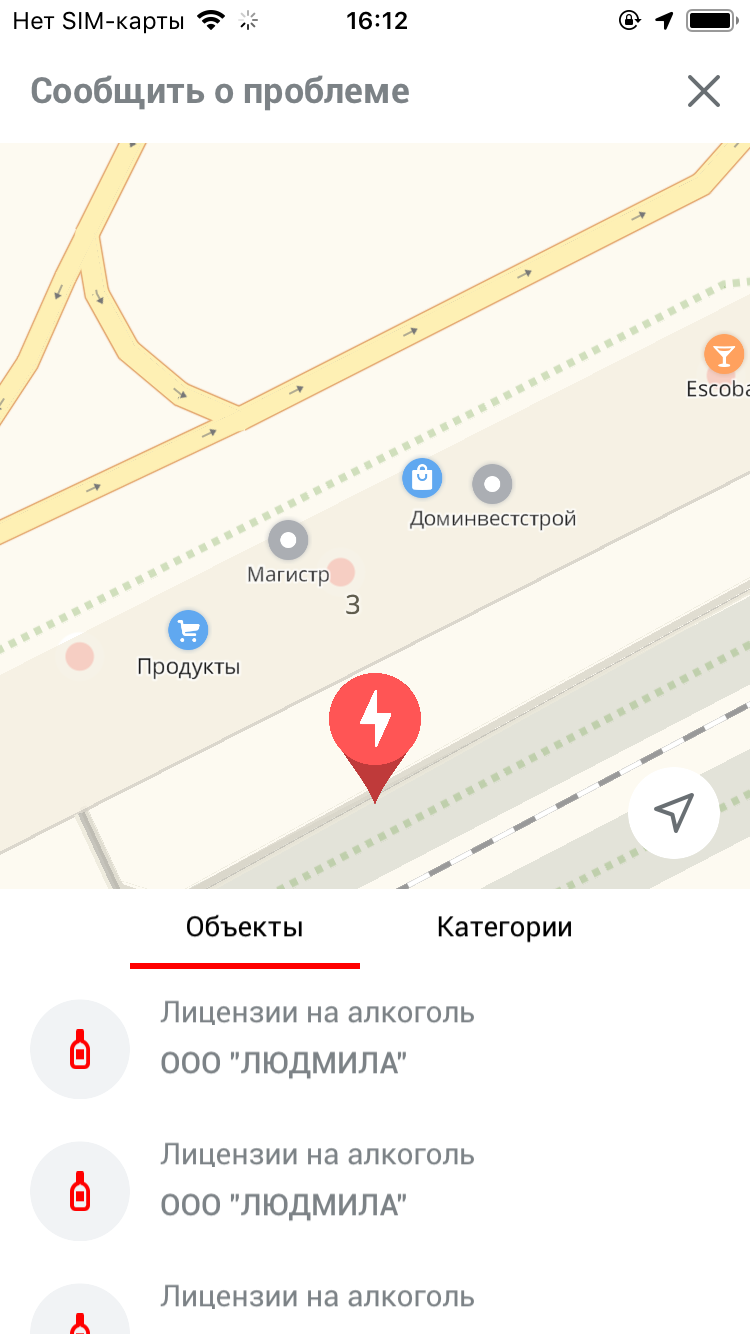 Нет SIM-карты
16:12
Сообщить о проблеме
Escoba
Доминвестстрой
Магистр
3
Продукты
Объекты
Категории
Лицензии на алкоголь
ООО "ЛЮДМИЛА"
Лицензии на алкоголь
ООО "ЛЮДМИЛА"
Лицензии на алкоголь